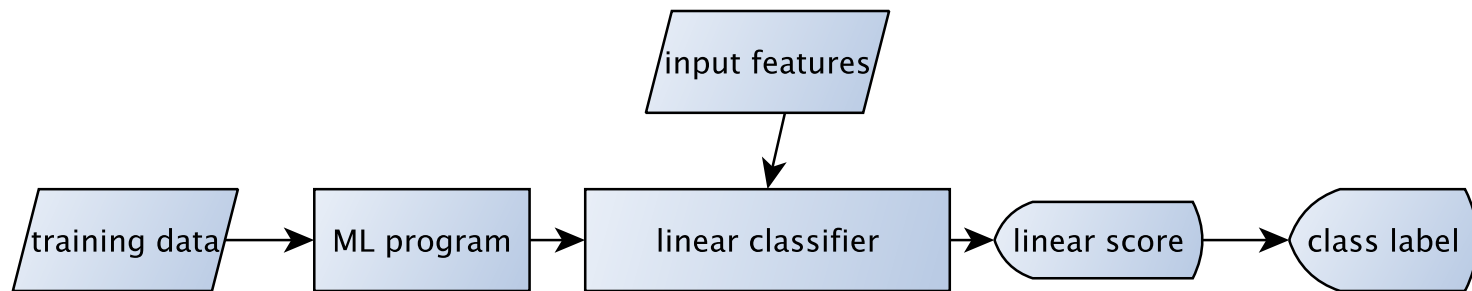 input features
training data
ML program
linear classifier
linear score
class label